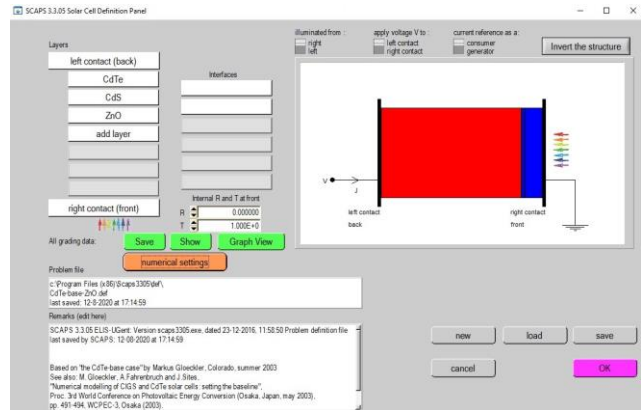 SCAPS 3.3.05 Solar Cell Definition Panel
Layers
left contact (back)
CdTe
CdS
ZnO
add layer
right contact (front)
Interfaces
Internal R and T at front
R 0.000000
T 1.000E+0
illuminated from :
right
left
apply voltage V to :
left contact
right contact
current reference as a:
consumer
generator
Invert the structure
V
J
left contact
back
right contact
front
All grading data:
Save
Show
Graph View
numerical settings
Problem file
c:\Program Files (x86)\Scaps3305\def\
CdTe-base-ZnO.def
last saved: 12-8-2020 at 17:14:59
Remarks (edit here)
SCAPS 3.3.05 ELIS-UGent: Version scaps3305.exe, dated 23-12-2016, 11:58:50 Problem definition file
last saved by SCAPS: 12-08-2020 at 17:14:59
Based on "the CdTe-base case" by Markus Gloeckler, Colorado, summer 2003
See also: M. Gloeckler, A.Fahrenbruch and J.Sites,
"Numerical modelling of CIGS and CdTe solar cells: setting the baseline",
Proc. 3rd World Conference on Photovoltaic Energy Conversion (Osaka, Japan, may 2003),
pp. 491-494, WCPEC-3, Osaka (2003).
new
load
save
cancel
OK